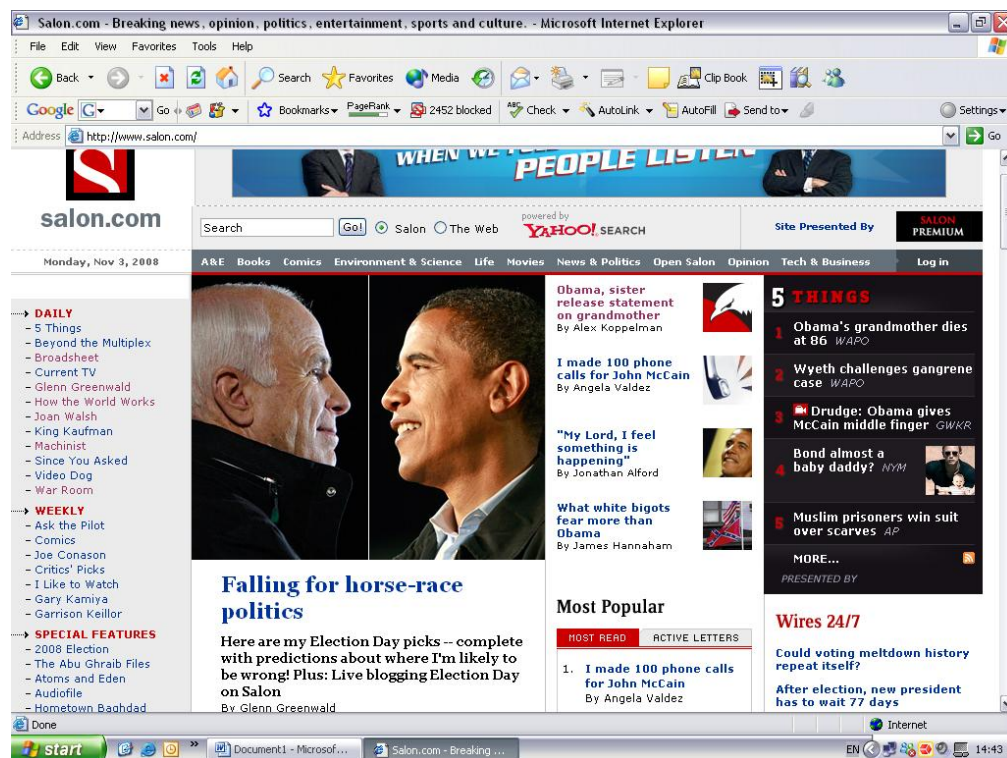 Salon.com - Breaking news, opinion, politics, entertainment, sports and culture. - Microsoft Internet Explorer
File Edit View Favorites Tools Help
Back Search Favorites Media Clip Book
Google G Go Bookmarks PageRank 2452 blocked ABC Check AutoLink AutoFill Send to Settings
Address http://www.salon.com/ Go
S
WHEN WE
PEOPLE LISTEN
salon.com
Search Go! Salon The Web
powered by
YAHOO! SEARCH
Site Presented By
SALON
PREMIUM
Monday, Nov 3, 2008
A&E Books Comics Environment & Science Life Movies News & Politics Open Salon Opinion Tech & Business Log in
DAILY
– 5 Things
– Beyond the Multiplex
– Broadsheet
– Current TV
– Glenn Greenwald
– How the World Works
– Joan Walsh
– King Kaufman
– Machinist
– Since You Asked
– Video Dog
– War Room
WEEKLY
– Ask the Pilot
– Comics
– Joe Conason
– Critics' Picks
– I Like to Watch
– Gary Kamiya
– Garrison Keillor
SPECIAL FEATURES
– 2008 Election
– The Abu Ghraib Files
– Atoms and Eden
– Audiofile
– Hometown Baghdad
Falling for horse-race
politics
Here are my Election Day picks -- complete
with predictions about where I'm likely to
be wrong! Plus: Live blogging Election Day
on Salon
By Glenn Greenwald
Obama, sister
release statement
on grandmother
By Alex Koppelman
I made 100 phone
calls for John McCain
By Angela Valdez
"My Lord, I feel
something is
happening"
By Jonathan Alford
What white bigots
fear more than
Obama
By James Hannaham
Most Popular
MOST READ ACTIVE LETTERS
1. I made 100 phone calls
for John McCain
By Angela Valdez
5 THINGS
1 Obama's grandmother dies
at 86 WAPO
2 Wyeth challenges gangrene
case WAPO
3 Drudge: Obama gives
McCain middle finger GWKR
4 Bond almost a
baby daddy? NYM
5 Muslim prisoners win suit
over scarves AP
MORE...
PRESENTED BY
Wires 24/7
Could voting meltdown history
repeat itself?
After election, new president
has to wait 77 days
Done Internet
start Document1 - Microsof... Salon.com - Breaking ... EN 14:43